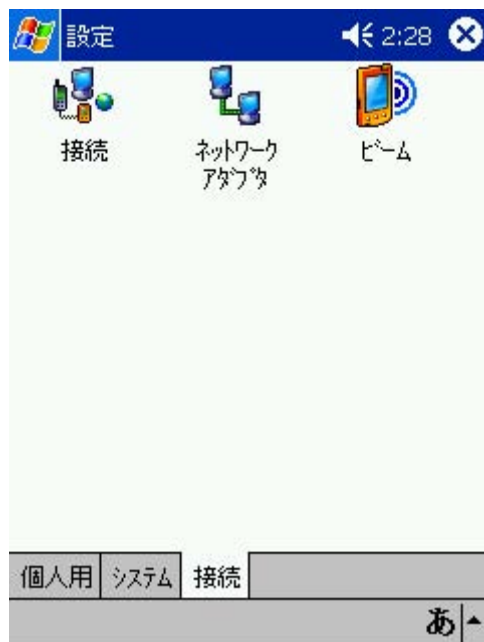 設定 2:28
接続 ネットワーク ビーム
アダプタ
個人用 システム 接続
あ